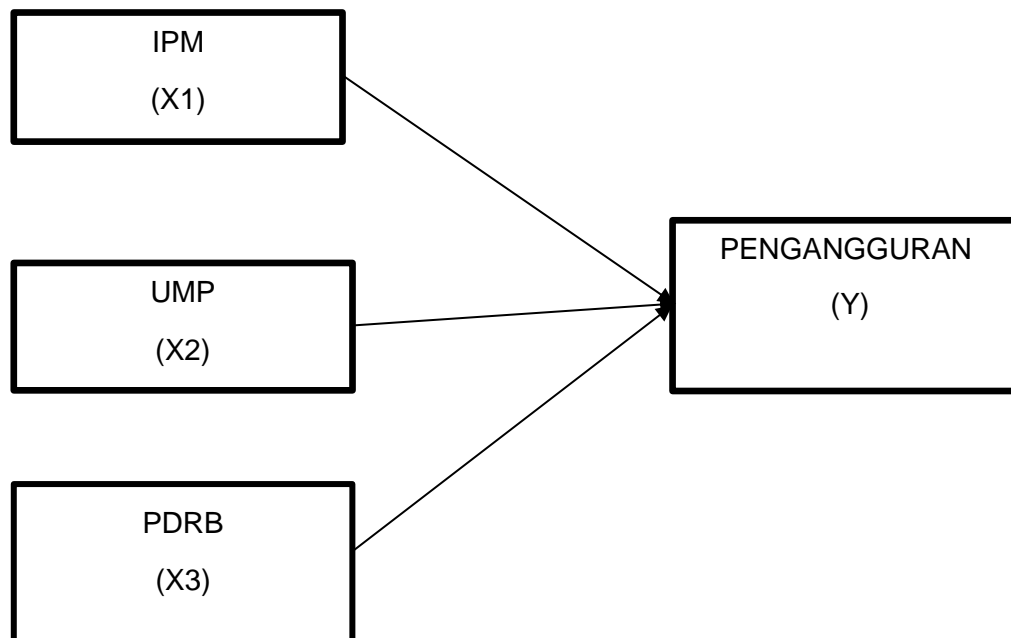 IPM
(X1)
UMP
(X2)
PDRB
(X3)
PENGANGGURAN
(Y)